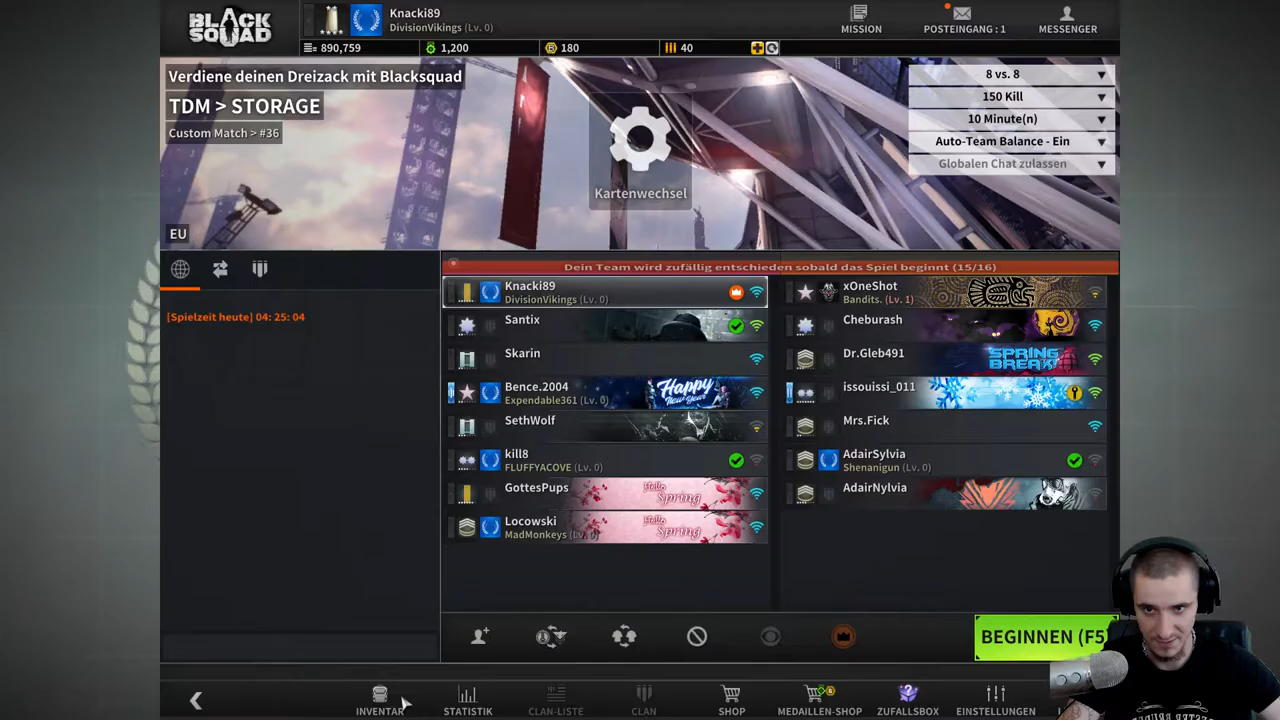 BLACK SQUAD
Knacki89
DivisionVikings (Lv. 0)
MISSION
POSTEINGANG : 1
MESSENGER
890,759
1,200
180
40
Verdiene deinen Dreizack mit Blacksquad
TDM > STORAGE
Custom Match > #36
Kartenwechsel
8 vs. 8
150 Kill
10 Minute(n)
Auto-Team Balance - Ein
Globalen Chat zulassen
EU
Dein Team wird zufällig entschieden sobald das Spiel beginnt (15/16)
[Spielzeit heute] 04: 25: 04
Knacki89
DivisionVikings (Lv. 0)
Santix
Skarin
Bence.2004
Expendable361 (Lv. 0)
Happy
New Year
SethWolf
kill8
FLUFFYACOVE (Lv. 0)
GottesPups
Hello
Spring
Locowski
MadMonkeys (Lv. 0)
Hello
Spring
xOneShot
Bandits. (Lv. 1)
Cheburash
Dr.Gleb491
SPRING
BREAK!
issouissi_011
Mrs.Fick
AdairSylvia
Shenanigun (Lv. 0)
AdairNylvia
BEGINNEN (F5
INVENTAR
STATISTIK
CLAN-LISTE
CLAN
SHOP
MEDAILLEN-SHOP
ZUFALLSBOX
EINSTELLUNGEN